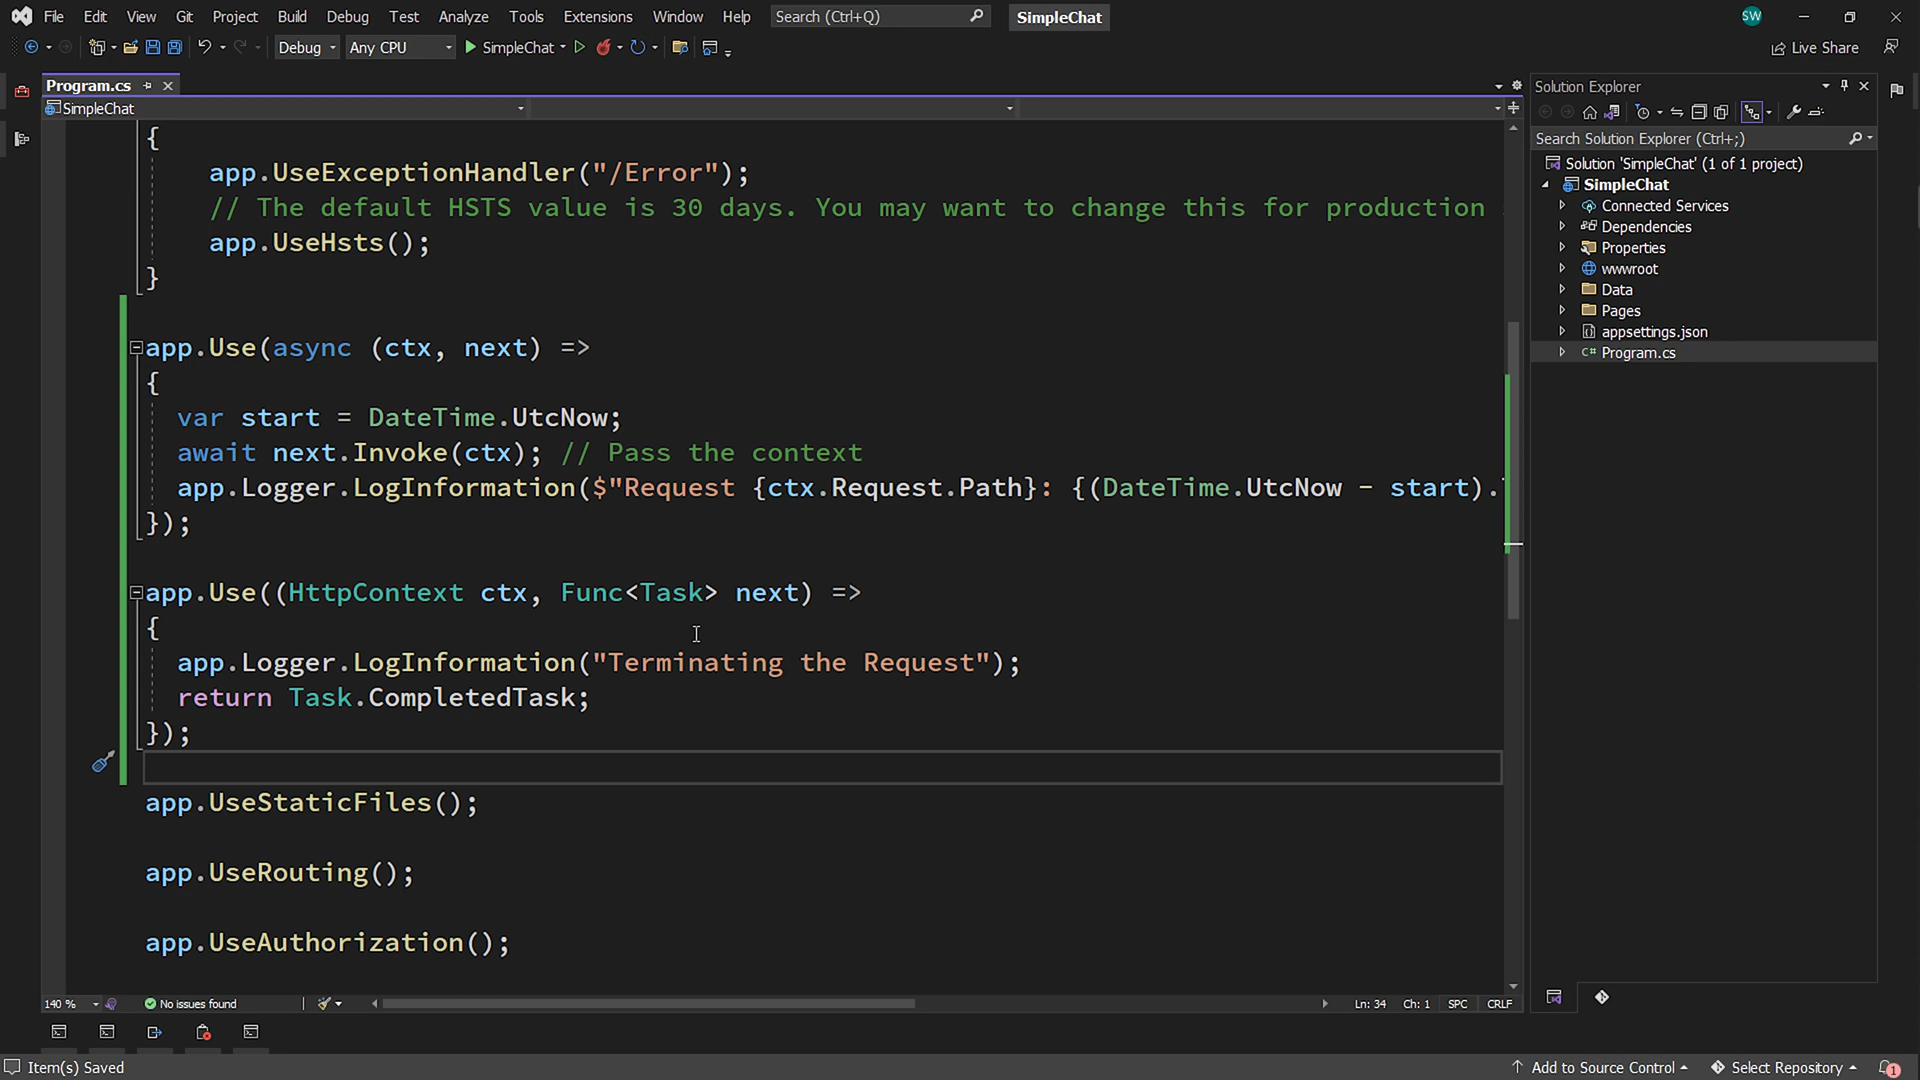 File Edit View Git Project Build Debug Test Analyze Tools Extensions Window Help Search (Ctrl+Q) SimpleChat SW
Debug Any CPU SimpleChat Live Share
Program.cs
SimpleChat
{
app.UseExceptionHandler("/Error");
// The default HSTS value is 30 days. You may want to change this for production
app.UseHsts();
}
app.Use(async (ctx, next) =>
{
var start = DateTime.UtcNow;
await next.Invoke(ctx); // Pass the context
app.Logger.LogInformation($"Request {ctx.Request.Path}: {(DateTime.UtcNow - start).
});
app.Use((HttpContext ctx, Func<Task> next) =>
{
app.Logger.LogInformation("Terminating the Request");
return Task.CompletedTask;
});
app.UseStaticFiles();
app.UseRouting();
app.UseAuthorization();
140 % No issues found Ln: 34 Ch: 1 SPC CRLF
Solution Explorer
Search Solution Explorer (Ctrl+;)
Solution 'SimpleChat' (1 of 1 project)
SimpleChat
Connected Services
Dependencies
Properties
wwwroot
Data
Pages
appsettings.json
C# Program.cs
Item(s) Saved Add to Source Control Select Repository 1